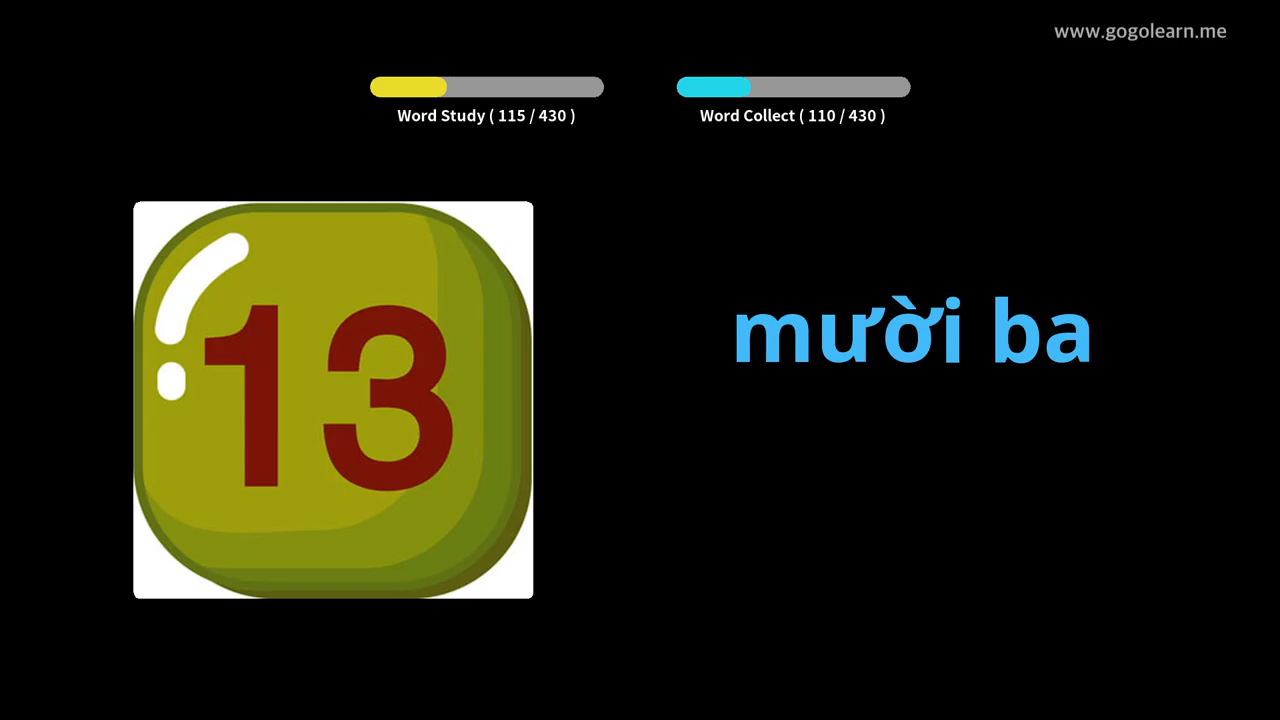 www.gogolearn.me
Word Study ( 115 / 430 )
Word Collect ( 110 / 430 )
13
mười ba